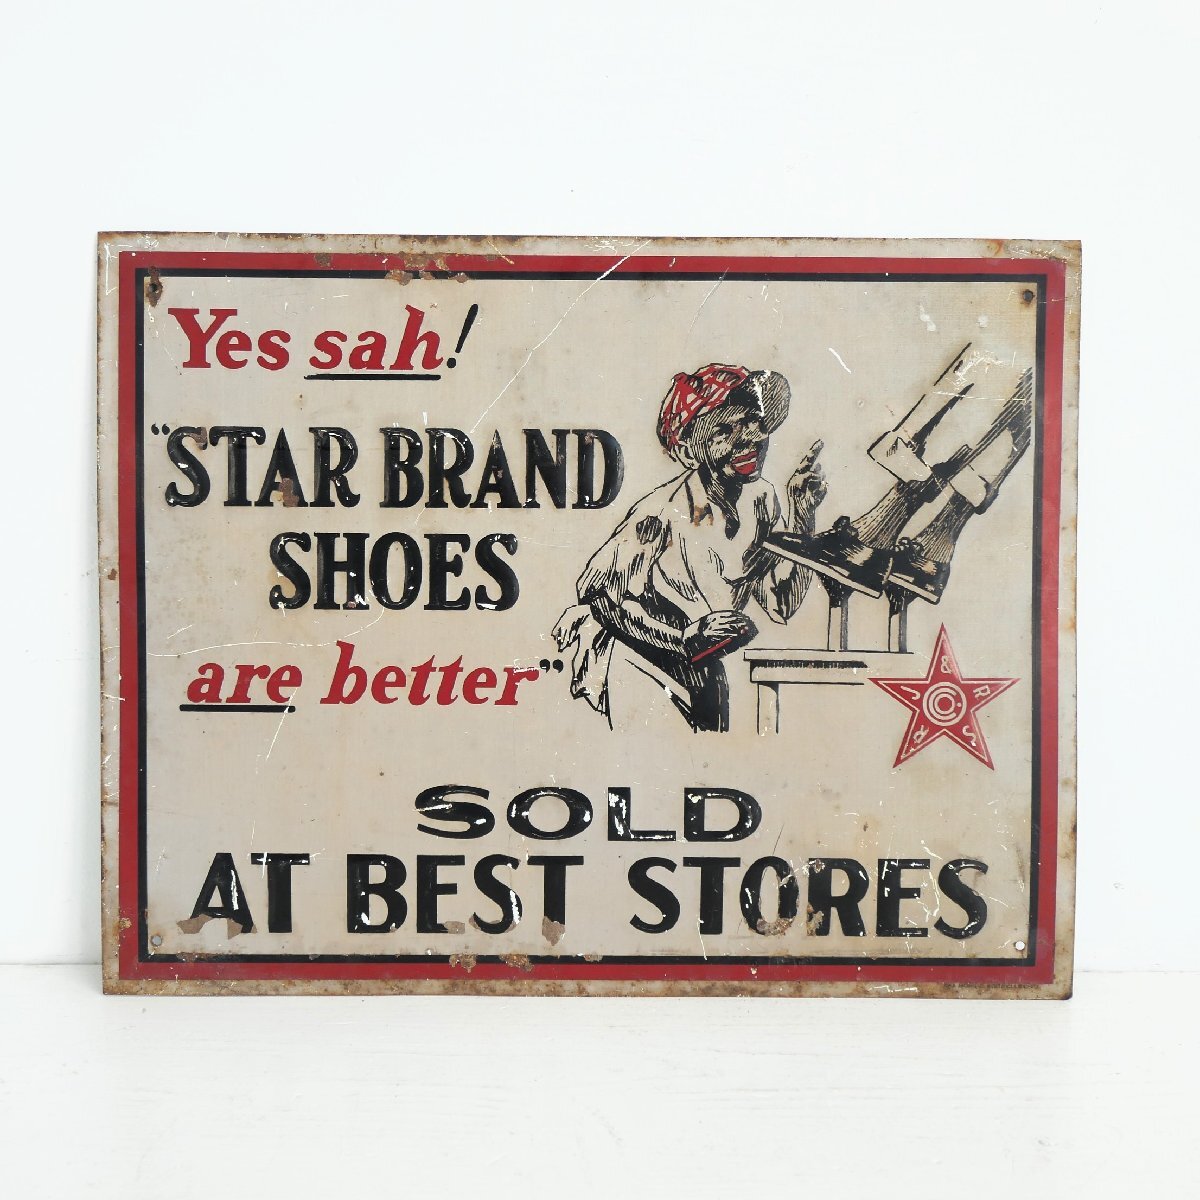 Yes sah!
"STAR BRAND
SHOES
are better"
R. J. & R. S.
SOLD
AT BEST STORES